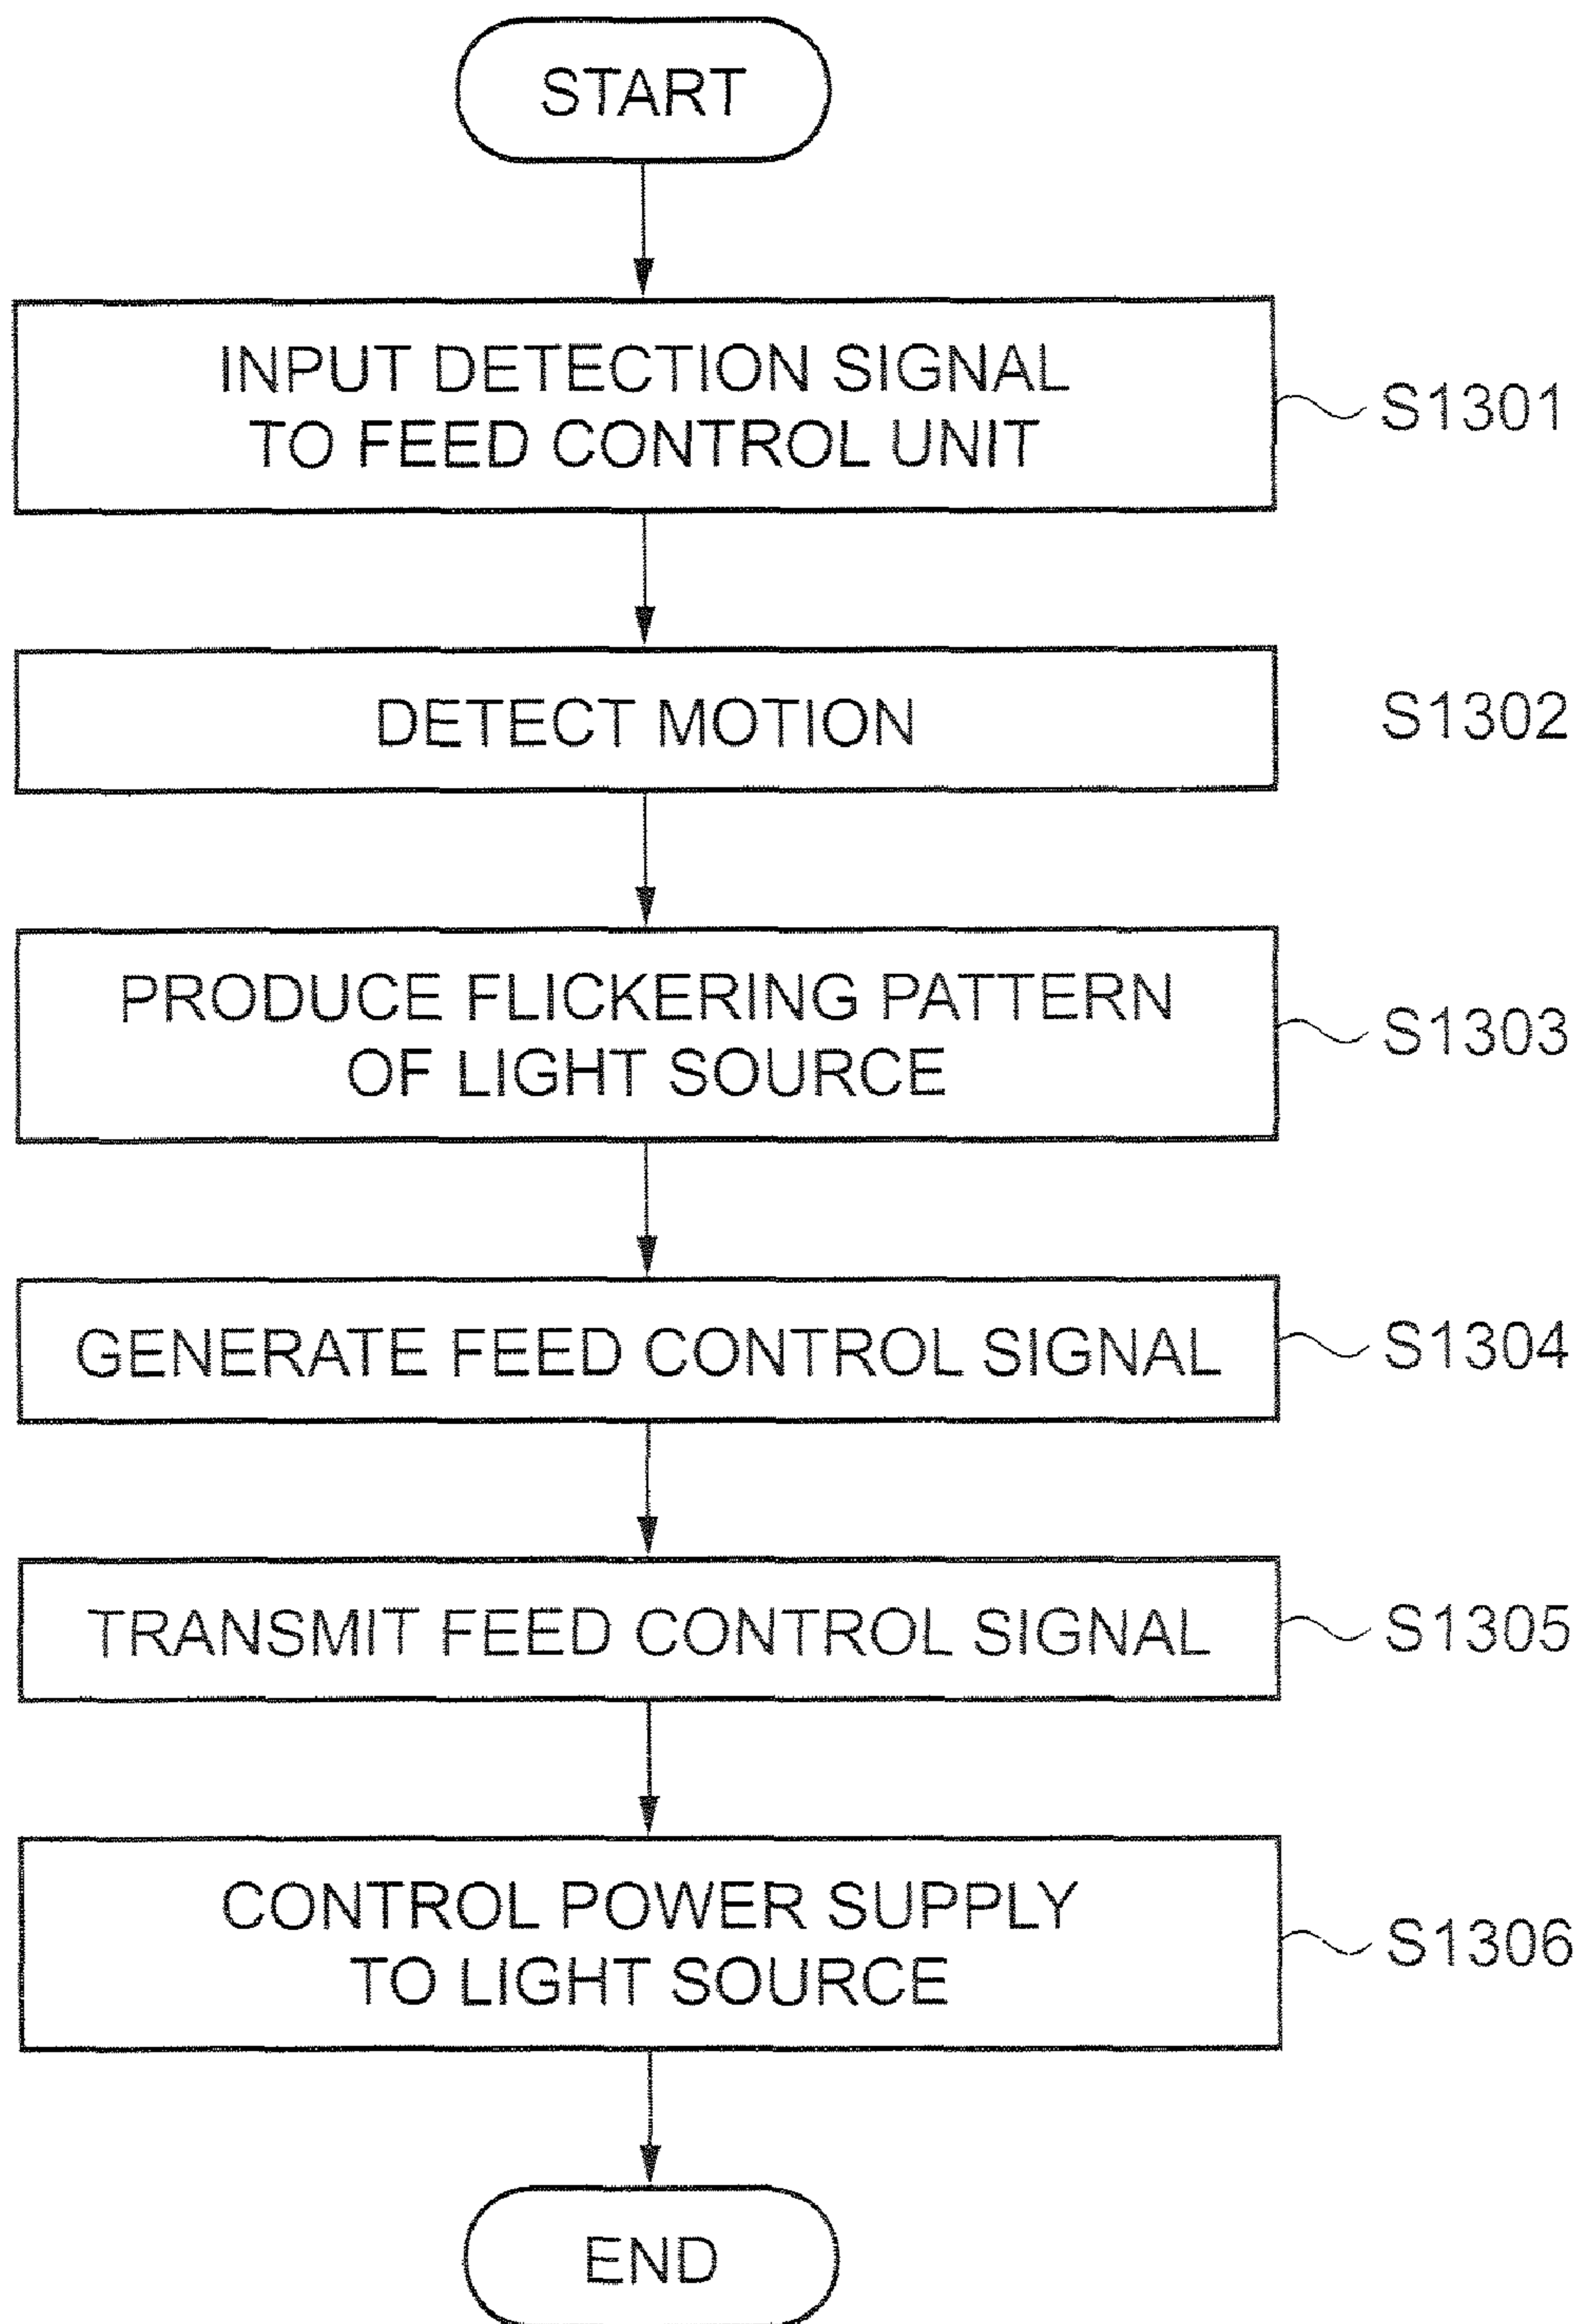 START
INPUT DETECTION SIGNAL
TO FEED CONTROL UNIT
S1301
DETECT MOTION
S1302
PRODUCE FLICKERING PATTERN
OF LIGHT SOURCE
S1303
GENERATE FEED CONTROL SIGNAL
S1304
TRANSMIT FEED CONTROL SIGNAL
S1305
CONTROL POWER SUPPLY
TO LIGHT SOURCE
S1306
END